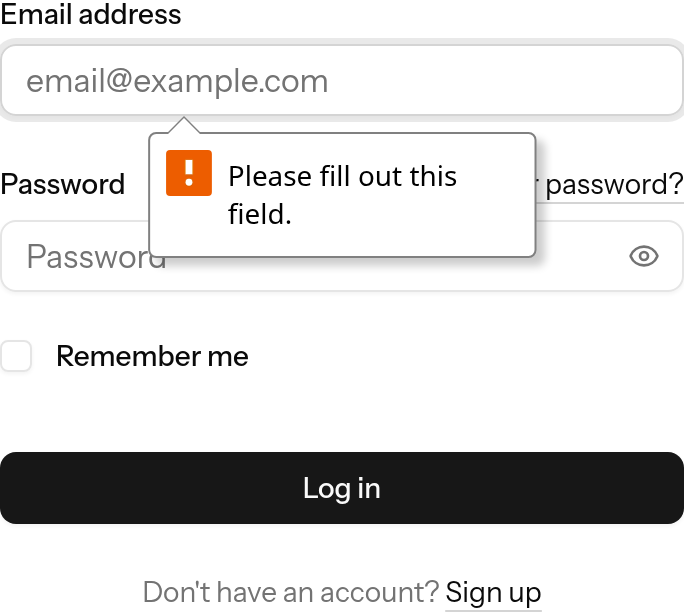 Email address
email@example.com
Please fill out this
field.
Password password?
Password
Remember me
Log in
Don't have an account? Sign up